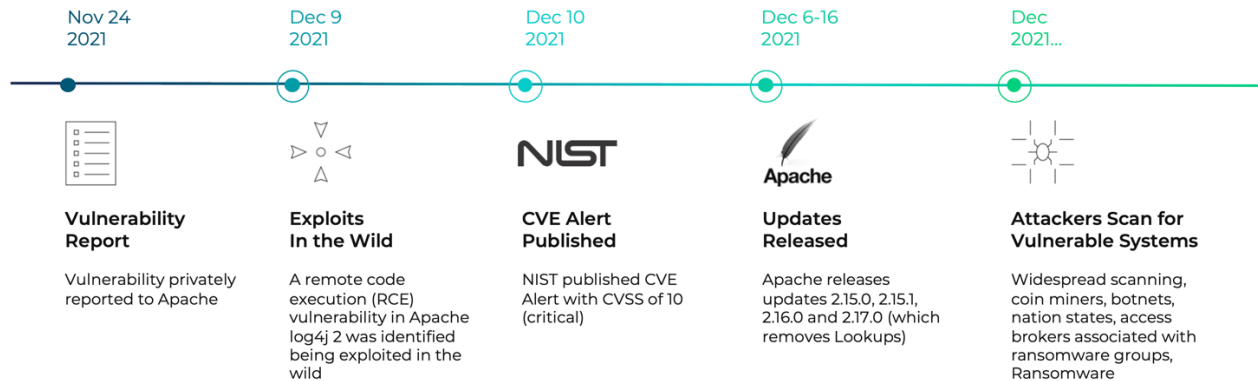 Nov 24
2021
Dec 9
2021
Dec 10
2021
Dec 6-16
2021
Dec
2021...
Vulnerability
Report
Vulnerability privately
reported to Apache
Exploits
In the Wild
A remote code
execution (RCE)
vulnerability in Apache
log4j 2 was identified
being exploited in the
wild
NIST
CVE Alert
Published
NIST published CVE
Alert with CVSS of 10
(critical)
Apache
Updates
Released
Apache releases
updates 2.15.0, 2.15.1,
2.16.0 and 2.17.0 (which
removes Lookups)
Attackers Scan for
Vulnerable Systems
Widespread scanning,
coin miners, botnets,
nation states, access
brokers associated with
ransomware groups,
Ransomware